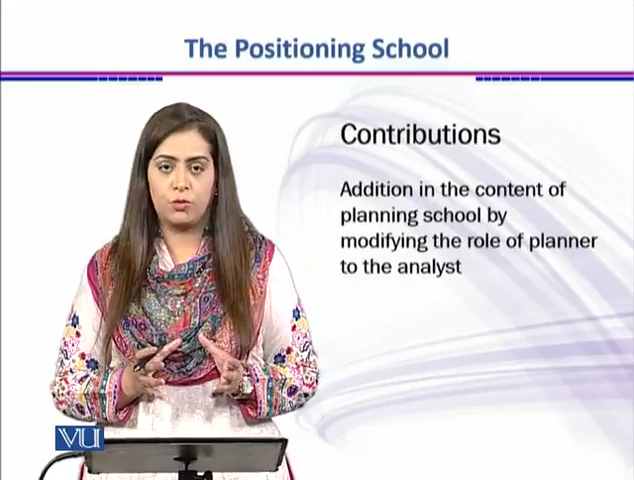 The Positioning School
Contributions
Addition in the content of
planning school by
modifying the role of planner
to the analyst
VU